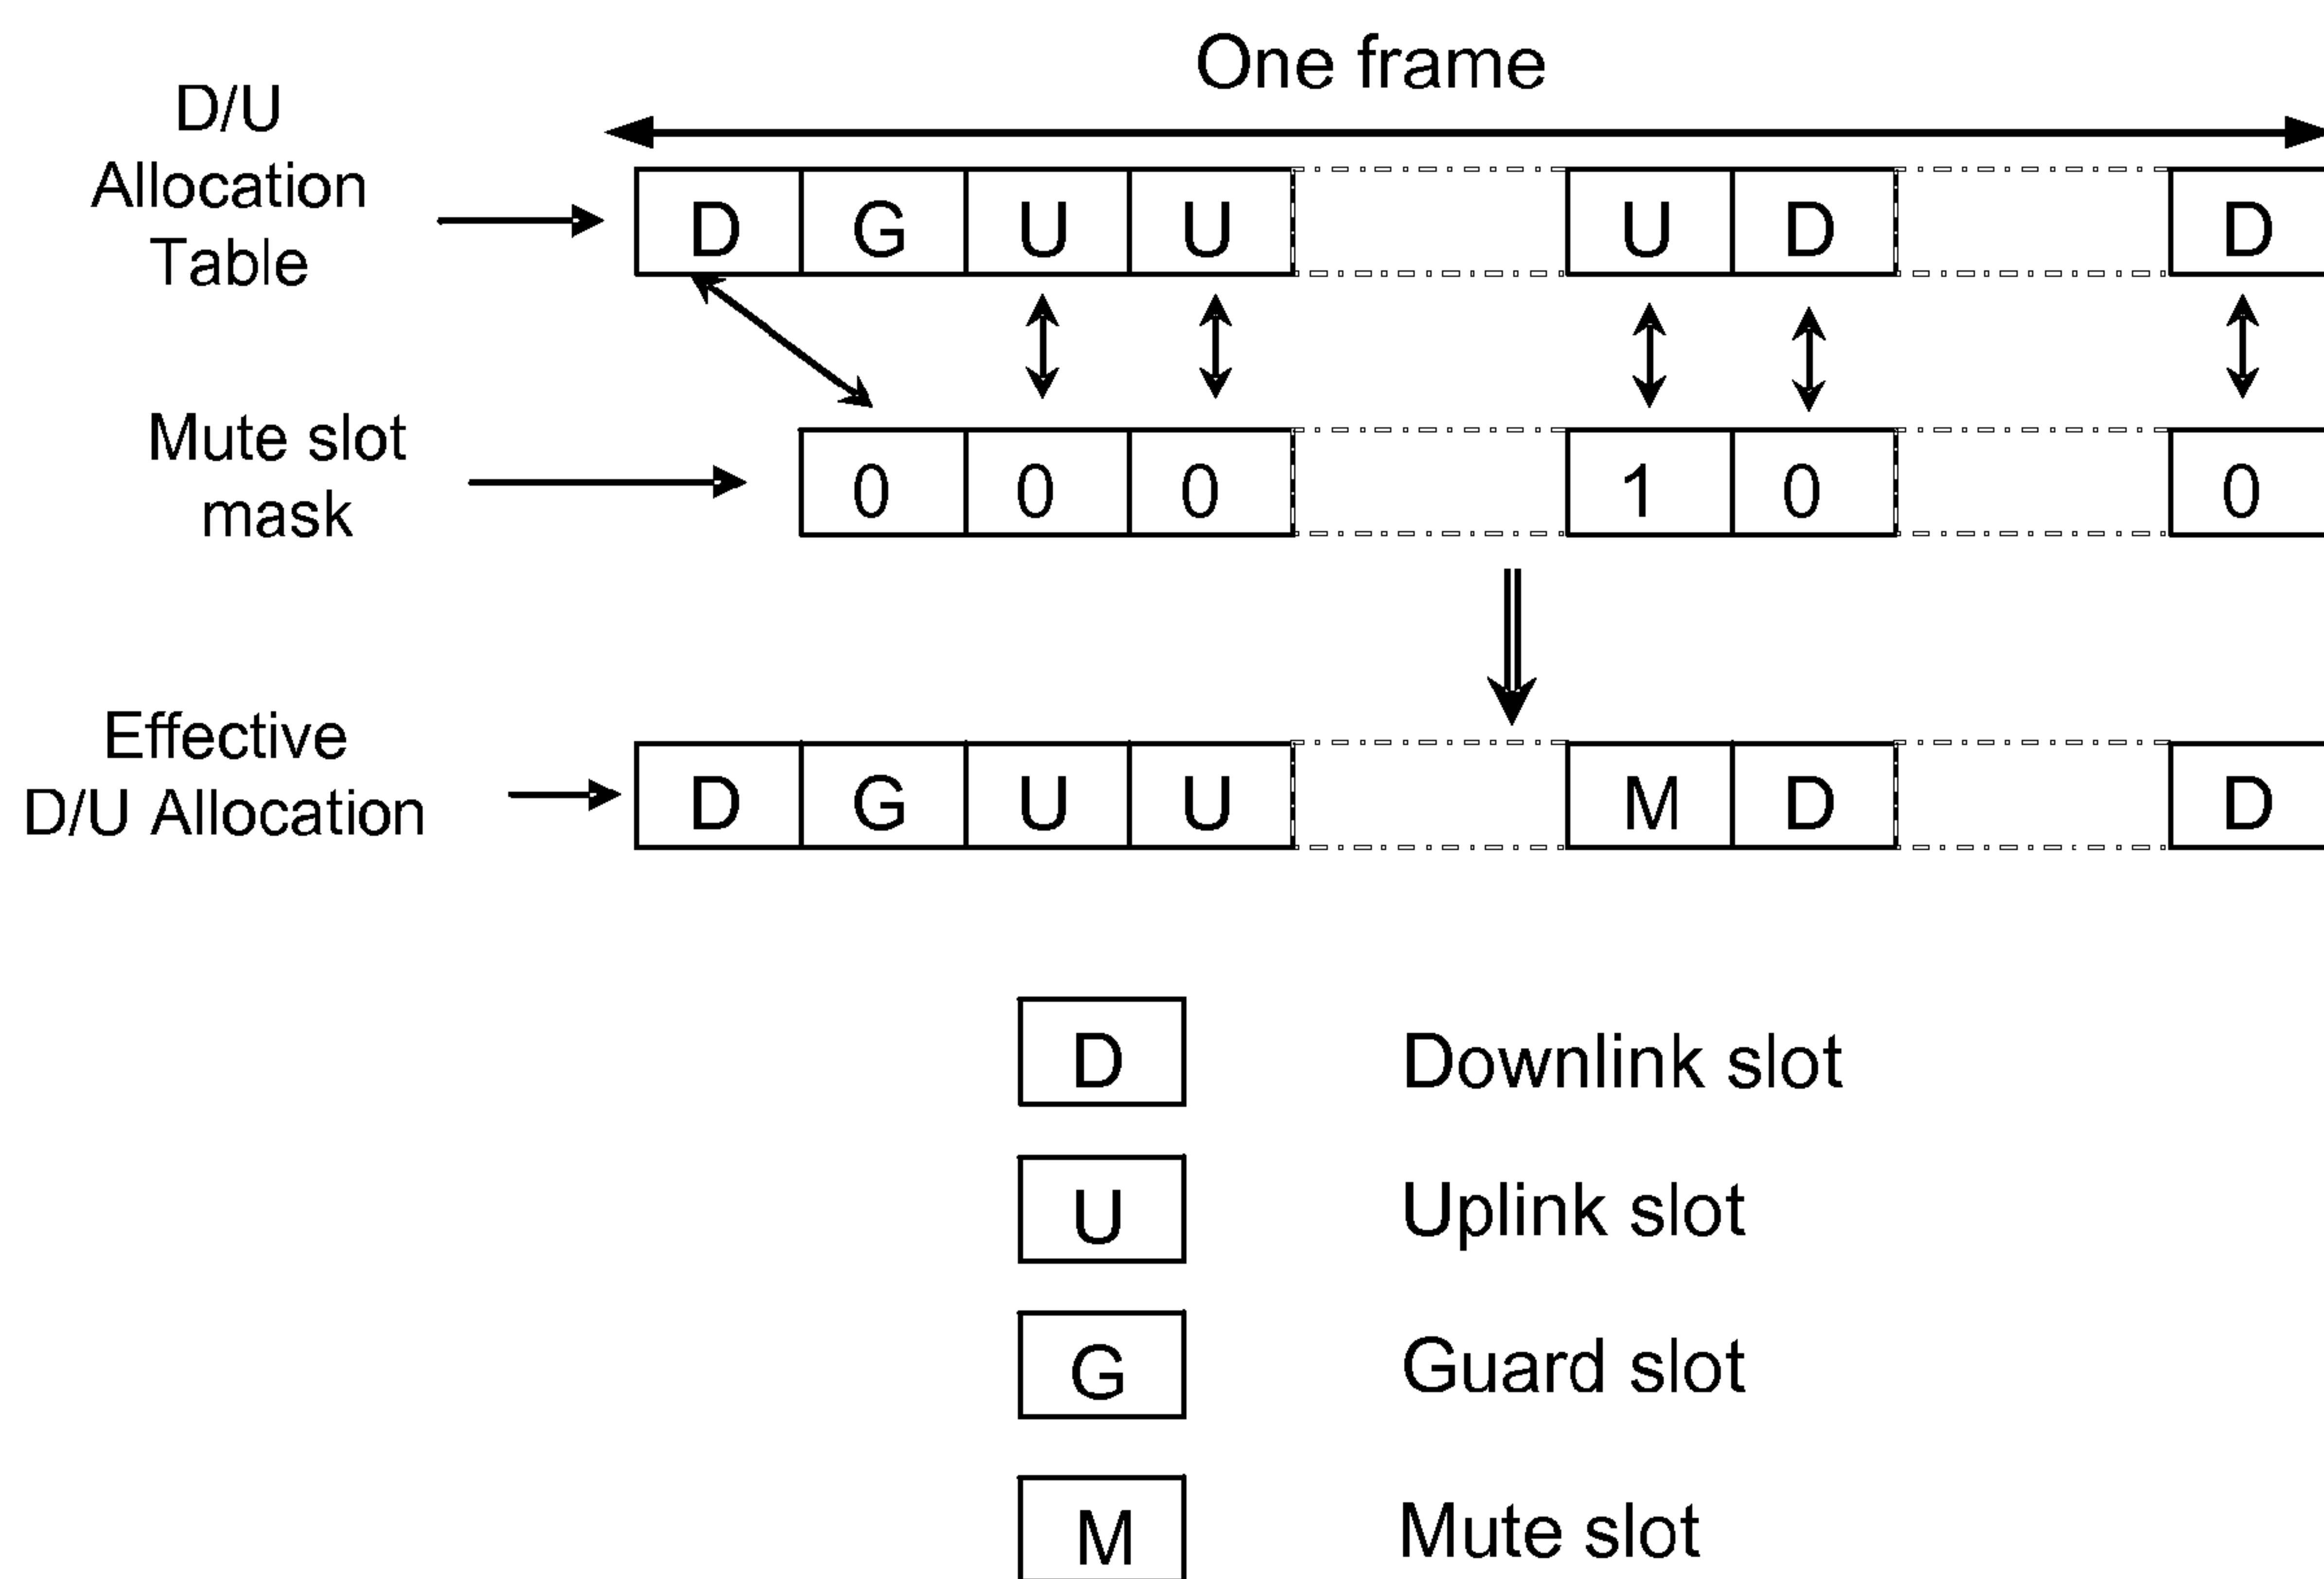 One frame
D/U
Allocation
Table
D G U U U D D
Mute slot
mask
0 0 0 1 0 0
Effective
D/U Allocation
D G U U M D D
D Downlink slot
U Uplink slot
G Guard slot
M Mute slot